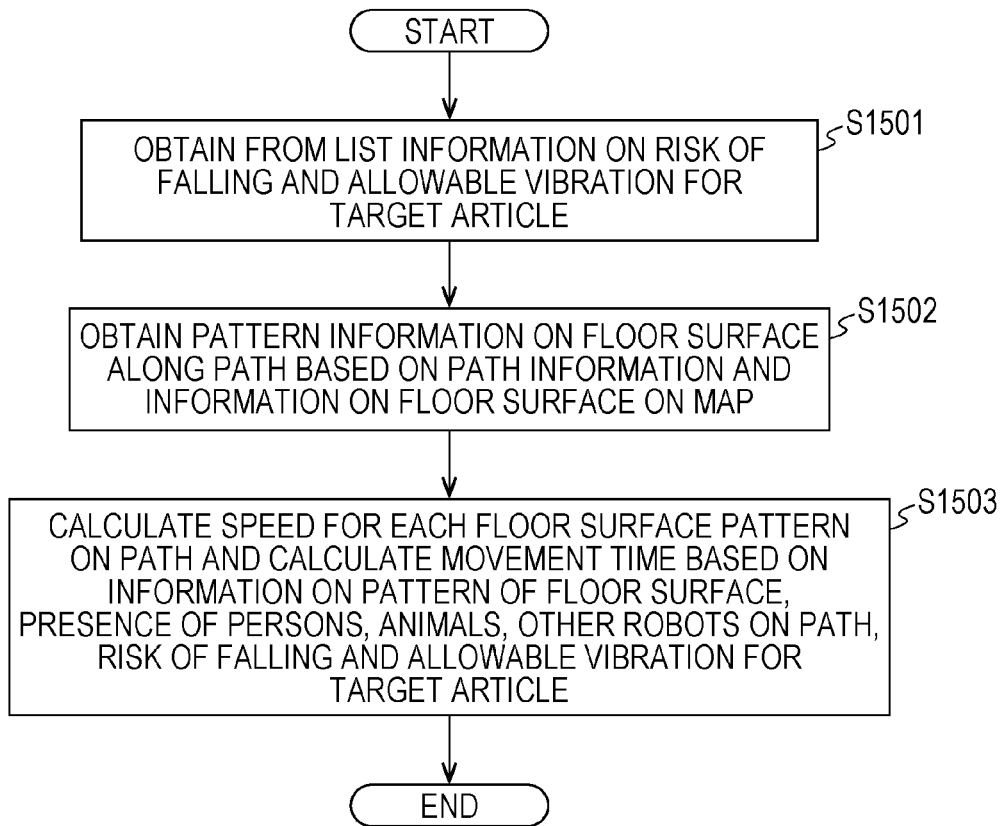 START
S1501
OBTAIN FROM LIST INFORMATION ON RISK OF
FALLING AND ALLOWABLE VIBRATION FOR
TARGET ARTICLE
S1502
OBTAIN PATTERN INFORMATION ON FLOOR SURFACE
ALONG PATH BASED ON PATH INFORMATION AND
INFORMATION ON FLOOR SURFACE ON MAP
S1503
CALCULATE SPEED FOR EACH FLOOR SURFACE PATTERN
ON PATH AND CALCULATE MOVEMENT TIME BASED ON
INFORMATION ON PATTERN OF FLOOR SURFACE,
PRESENCE OF PERSONS, ANIMALS, OTHER ROBOTS ON PATH,
RISK OF FALLING AND ALLOWABLE VIBRATION FOR
TARGET ARTICLE
END